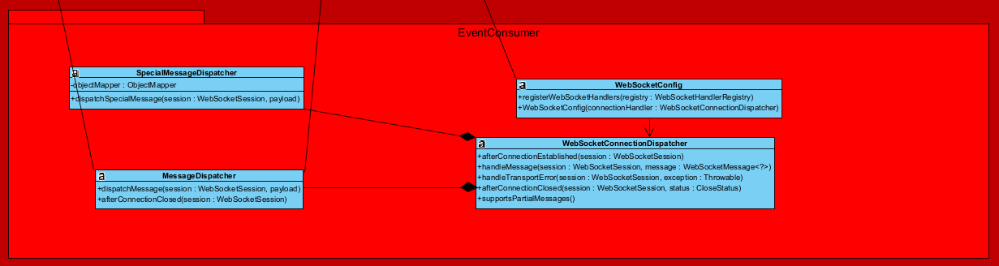 EventConsumer
a
SpecialMessageDispatcher
-objectMapper : ObjectMapper
+dispatchSpecialMessage(session : WebSocketSession, payload)
a
WebSocketConfig
+registerWebSocketHandlers(registry : WebSocketHandlerRegistry)
+WebSocketConfig(connectionHandler : WebSocketConnectionDispatcher)
a
WebSocketConnectionDispatcher
+afterConnectionEstablished(session : WebSocketSession)
+handleMessage(session : WebSocketSession, message : WebSocketMessage<?>)
+handleTransportError(session : WebSocketSession, exception : Throwable)
+afterConnectionClosed(session : WebSocketSession, status : CloseStatus)
+supportsPartialMessages()
a
MessageDispatcher
+dispatchMessage(session : WebSocketSession, payload)
+afterConnectionClosed(session : WebSocketSession)